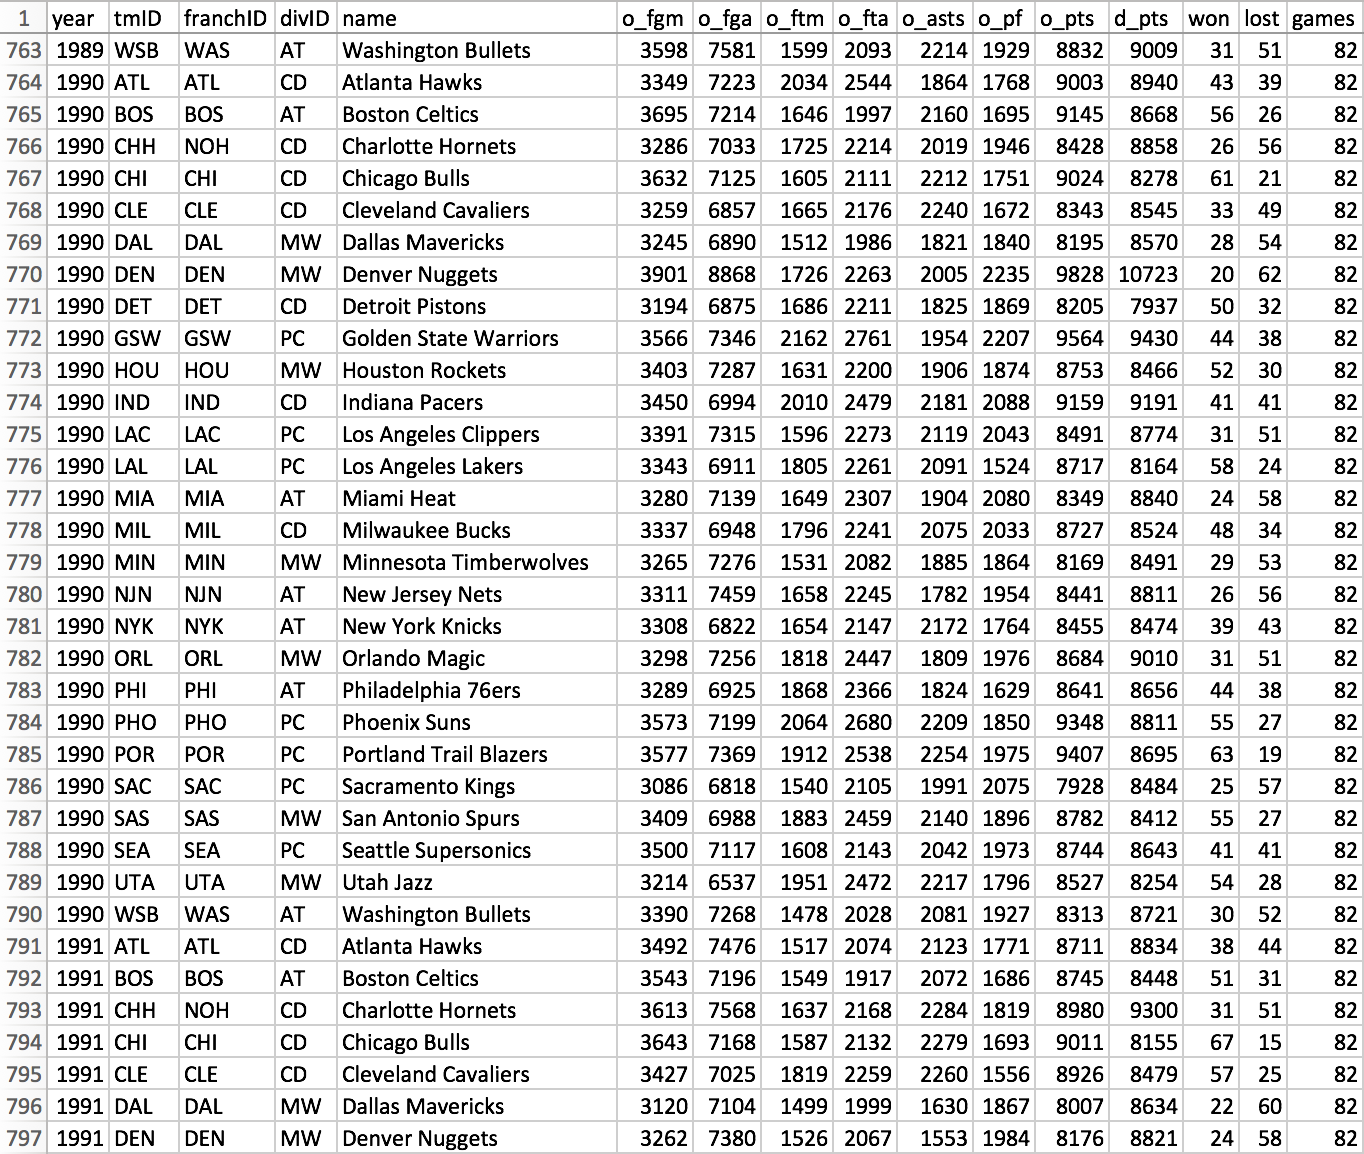 1 year tmID franchID divID name o_fgm o_fga o_ftm o_fta o_asts o_pf o_pts d_pts won lost games
763 1989 WSB WAS AT Washington Bullets 3598 7581 1599 2093 2214 1929 8832 9009 31 51 82
764 1990 ATL ATL CD Atlanta Hawks 3349 7223 2034 2544 1864 1768 9003 8940 43 39 82
765 1990 BOS BOS AT Boston Celtics 3695 7214 1646 1997 2160 1695 9145 8668 56 26 82
766 1990 CHH NOH CD Charlotte Hornets 3286 7033 1725 2214 2019 1946 8428 8858 26 56 82
767 1990 CHI CHI CD Chicago Bulls 3632 7125 1605 2111 2212 1751 9024 8278 61 21 82
768 1990 CLE CLE CD Cleveland Cavaliers 3259 6857 1665 2176 2240 1672 8343 8545 33 49 82
769 1990 DAL DAL MW Dallas Mavericks 3245 6890 1512 1986 1821 1840 8195 8570 28 54 82
770 1990 DEN DEN MW Denver Nuggets 3901 8868 1726 2263 2005 2235 9828 10723 20 62 82
771 1990 DET DET CD Detroit Pistons 3194 6875 1686 2211 1825 1869 8205 7937 50 32 82
772 1990 GSW GSW PC Golden State Warriors 3566 7346 2162 2761 1954 2207 9564 9430 44 38 82
773 1990 HOU HOU MW Houston Rockets 3403 7287 1631 2200 1906 1874 8753 8466 52 30 82
774 1990 IND IND CD Indiana Pacers 3450 6994 2010 2479 2181 2088 9159 9191 41 41 82
775 1990 LAC LAC PC Los Angeles Clippers 3391 7315 1596 2273 2119 2043 8491 8774 31 51 82
776 1990 LAL LAL PC Los Angeles Lakers 3343 6911 1805 2261 2091 1524 8717 8164 58 24 82
777 1990 MIA MIA AT Miami Heat 3280 7139 1649 2307 1904 2080 8349 8840 24 58 82
778 1990 MIL MIL CD Milwaukee Bucks 3337 6948 1796 2241 2075 2033 8727 8524 48 34 82
779 1990 MIN MIN MW Minnesota Timberwolves 3265 7276 1531 2082 1885 1864 8169 8491 29 53 82
780 1990 NJN NJN AT New Jersey Nets 3311 7459 1658 2245 1782 1954 8441 8811 26 56 82
781 1990 NYK NYK AT New York Knicks 3308 6822 1654 2147 2172 1764 8455 8474 39 43 82
782 1990 ORL ORL MW Orlando Magic 3298 7256 1818 2447 1809 1976 8684 9010 31 51 82
783 1990 PHI PHI AT Philadelphia 76ers 3289 6925 1868 2366 1824 1629 8641 8656 44 38 82
784 1990 PHO PHO PC Phoenix Suns 3573 7199 2064 2680 2209 1850 9348 8811 55 27 82
785 1990 POR POR PC Portland Trail Blazers 3577 7369 1912 2538 2254 1975 9407 8695 63 19 82
786 1990 SAC SAC PC Sacramento Kings 3086 6818 1540 2105 1991 2075 7928 8484 25 57 82
787 1990 SAS SAS MW San Antonio Spurs 3409 6988 1883 2459 2140 1896 8782 8412 55 27 82
788 1990 SEA SEA PC Seattle Supersonics 3500 7117 1608 2143 2042 1973 8744 8643 41 41 82
789 1990 UTA UTA MW Utah Jazz 3214 6537 1951 2472 2217 1796 8527 8254 54 28 82
790 1990 WSB WAS AT Washington Bullets 3390 7268 1478 2028 2081 1927 8313 8721 30 52 82
791 1991 ATL ATL CD Atlanta Hawks 3492 7476 1517 2074 2123 1771 8711 8834 38 44 82
792 1991 BOS BOS AT Boston Celtics 3543 7196 1549 1917 2072 1686 8745 8448 51 31 82
793 1991 CHH NOH CD Charlotte Hornets 3613 7568 1637 2168 2284 1819 8980 9300 31 51 82
794 1991 CHI CHI CD Chicago Bulls 3643 7168 1587 2132 2279 1693 9011 8155 67 15 82
795 1991 CLE CLE CD Cleveland Cavaliers 3427 7025 1819 2259 2260 1556 8926 8479 57 25 82
796 1991 DAL DAL MW Dallas Mavericks 3120 7104 1499 1999 1630 1867 8007 8634 22 60 82
797 1991 DEN DEN MW Denver Nuggets 3262 7380 1526 2067 1553 1984 8176 8821 24 58 82